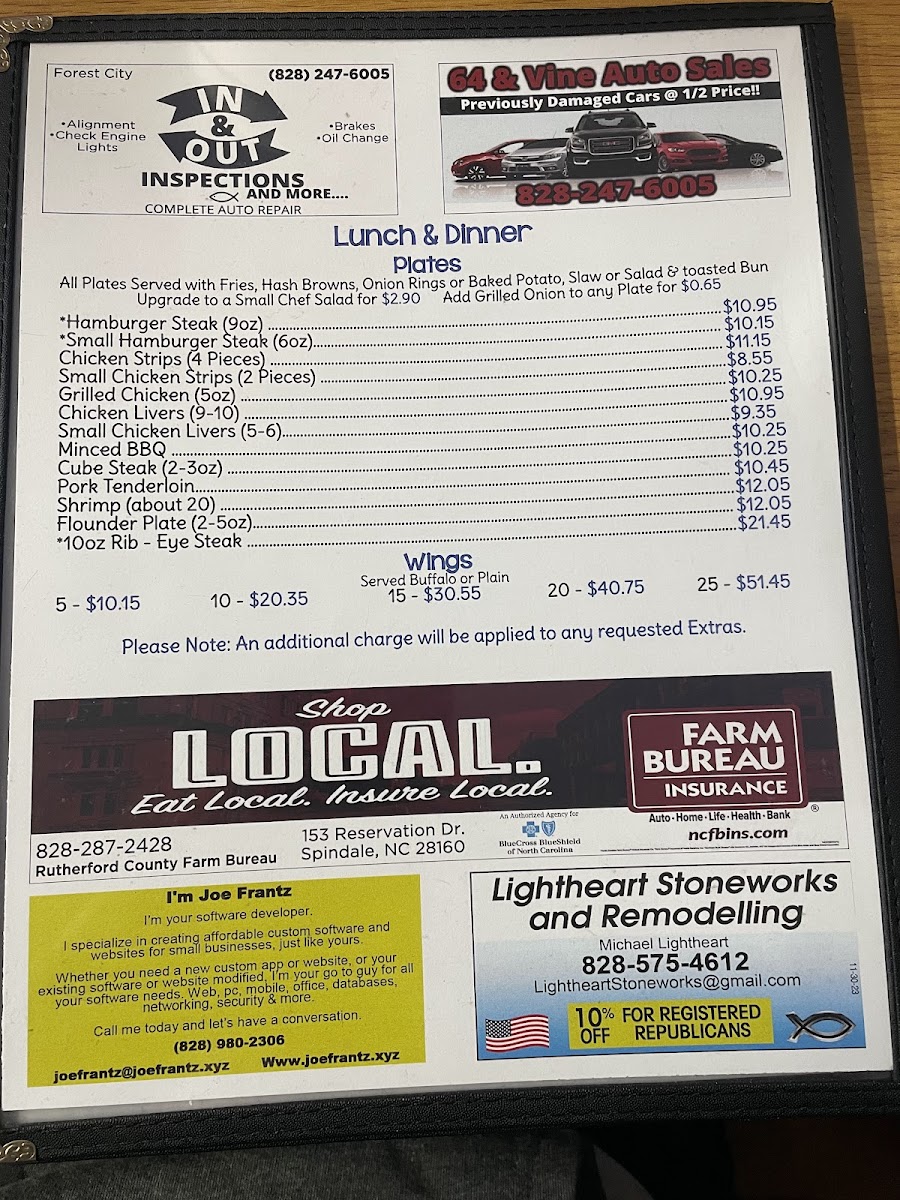 Forest City
(828) 247-6005
IN
&
OUT
•Alignment
•Check Engine
Lights
•Brakes
•Oil Change
INSPECTIONS
AND MORE....
COMPLETE AUTO REPAIR
64 & Vine Auto Sales
Previously Damaged Cars @ 1/2 Price!!
828-247-6005
Lunch & Dinner
Plates
All Plates Served with Fries, Hash Browns, Onion Rings or Baked Potato, Slaw or Salad & toasted Bun
Upgrade to a Small Chef Salad for $2.90 Add Grilled Onion to any Plate for $0.65
*Hamburger Steak (9oz) $10.95
*Small Hamburger Steak (6oz) $10.15
Chicken Strips (4 Pieces) $11.15
Small Chicken Strips (2 Pieces) $8.55
Grilled Chicken (5oz) $10.25
Chicken Livers (9-10) $10.95
Small Chicken Livers (5-6) $9.35
Minced BBQ $10.25
Cube Steak (2-3oz) $10.25
Pork Tenderloin $10.45
Shrimp (about 20) $12.05
Flounder Plate (2-5oz) $12.05
*10oz Rib - Eye Steak $21.45
Wings
Served Buffalo or Plain
5 - $10.15 10 - $20.35 15 - $30.55 20 - $40.75 25 - $51.45
Please Note: An additional charge will be applied to any requested Extras.
Shop
LOCAL.
Eat Local. Insure Local.
FARM
BUREAU
INSURANCE
®
Auto·Home·Life·Health·Bank
ncfbins.com
828-287-2428
Rutherford County Farm Bureau
153 Reservation Dr.
Spindale, NC 28160
An Authorized Agency for
BlueCross BlueShield
of North Carolina
I'm Joe Frantz
I'm your software developer.
I specialize in creating affordable custom software and
websites for small businesses, just like yours.
Whether you need a new custom app or website, or your
existing software or website modified, I'm your go to guy for all
your software needs. Web, pc, mobile, office, databases,
networking, security & more.
Call me today and let's have a conversation.
(828) 980-2306
joefrantz@joefrantz.xyz Www.joefrantz.xyz
Lightheart Stoneworks
and Remodelling
Michael Lightheart
828-575-4612
LightheartStoneworks@gmail.com
10% OFF FOR REGISTERED
REPUBLICANS
11-30-23